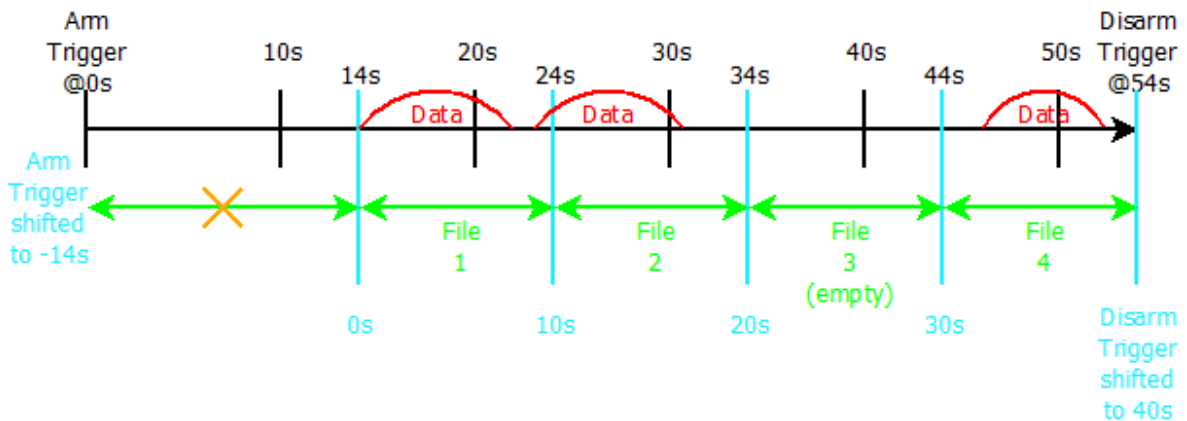 Arm
Trigger
@0s
10s
14s
20s
24s
30s
34s
40s
44s
50s
Disarm
Trigger
@54s
Data
Data
Data
Arm
Trigger
shifted
to -14s
File
1
File
2
File
3
(empty)
File
4
0s
10s
20s
30s
Disarm
Trigger
shifted
to 40s